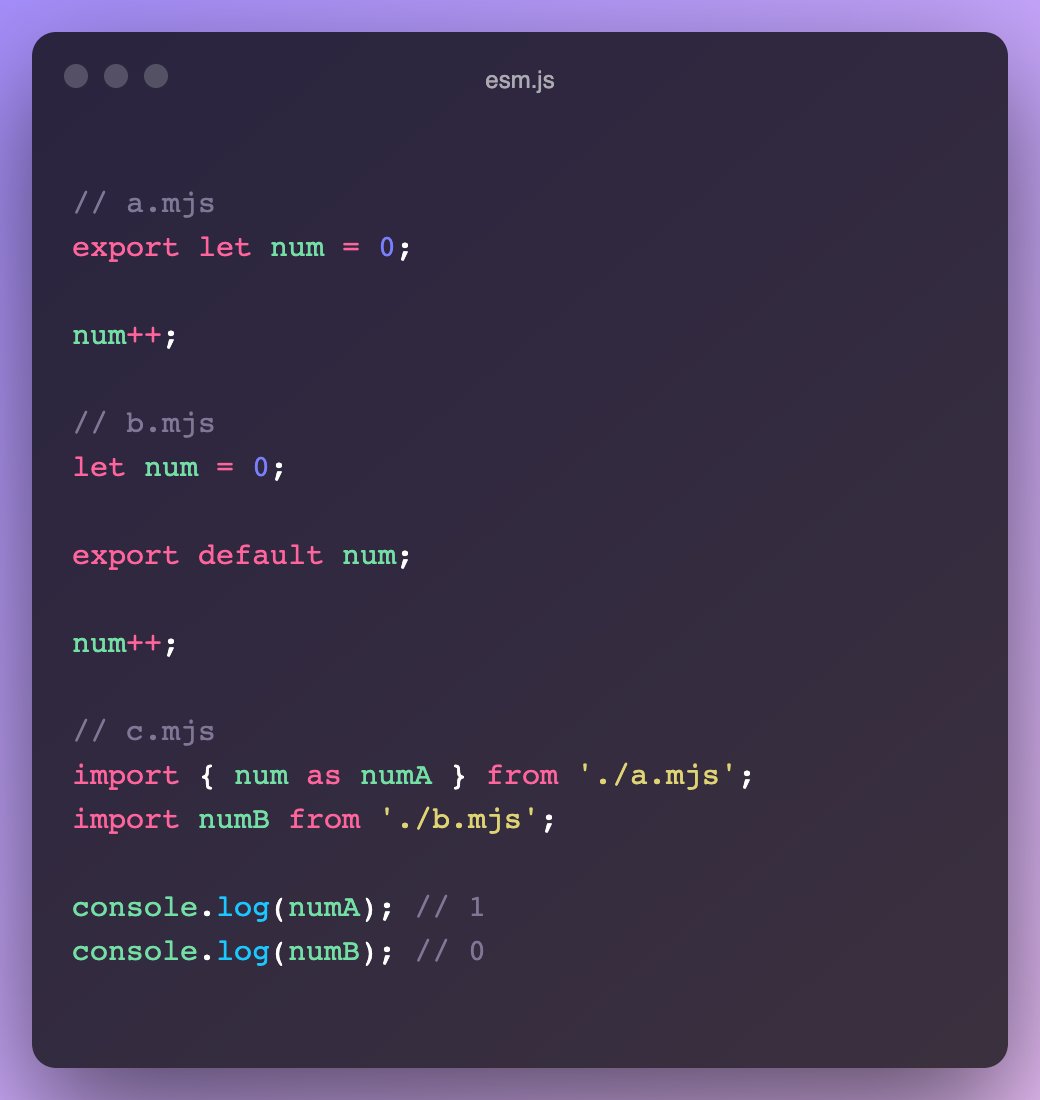 esm.js
// a.mjs
export let num = 0;
num++;
// b.mjs
let num = 0;
export default num;
num++;
// c.mjs
import { num as numA } from './a.mjs';
import numB from './b.mjs';
console.log(numA); // 1
console.log(numB); // 0